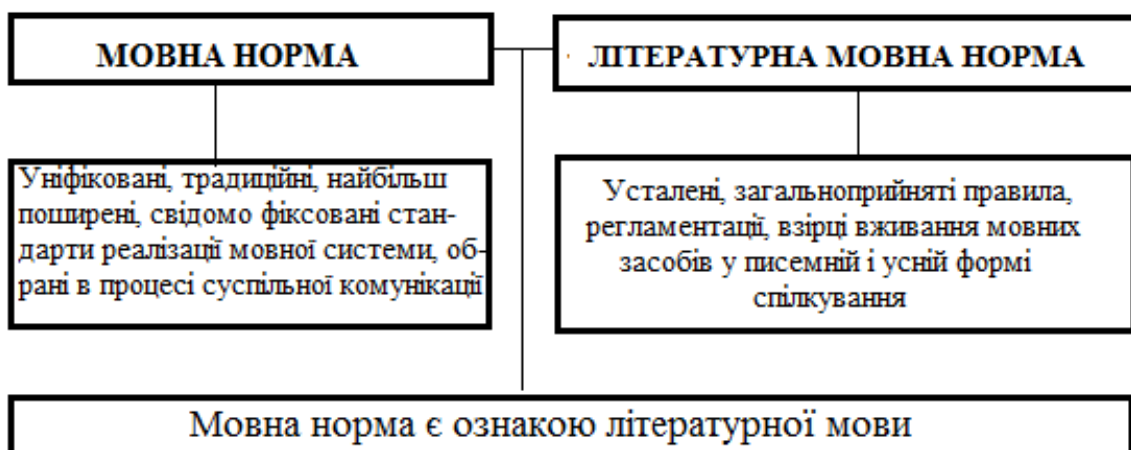 МОВНА НОРМА
ЛІТЕРАТУРНА МОВНА НОРМА
Уніфіковані, традиційні, найбільш
поширені, свідомо фіксовані стан-
дарти реалізації мовної системи, об-
рані в процесі суспільної комунікації
Усталені, загальноприйняті правила,
регламентації, взірці вживання мовних
засобів у писемній і усній формі
спілкування
Мовна норма є ознакою літературної мови